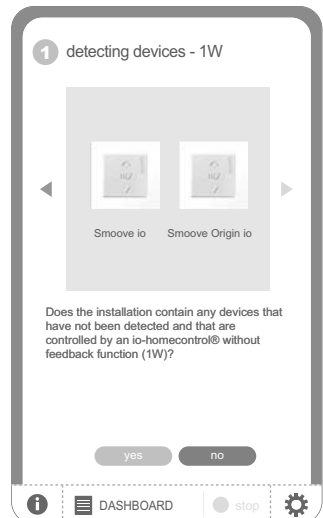 1 detecting devices - 1W
Smoove io Smoove Origin io
Does the installation contain any devices that
have not been detected and that are
controlled by an io-homecontrol® without
feedback function (1W)?
yes no
DASHBOARD stop